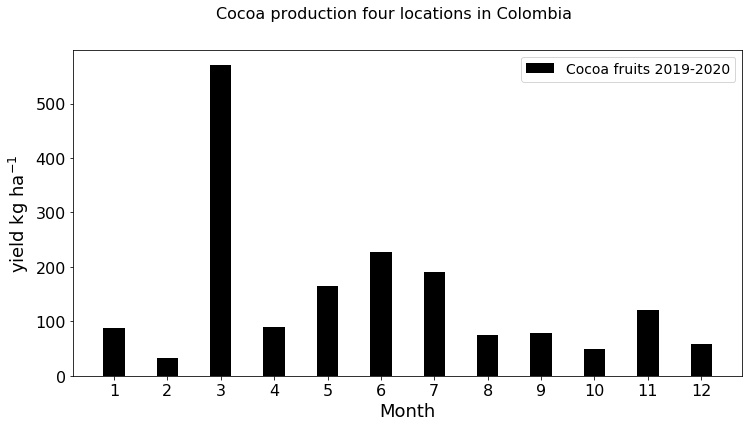 Cocoa production four locations in Colombia
Cocoa fruits 2019-2020
500
400
300
200
100
0
yield kg ha⁻¹
1 2 3 4 5 6 7 8 9 10 11 12
Month